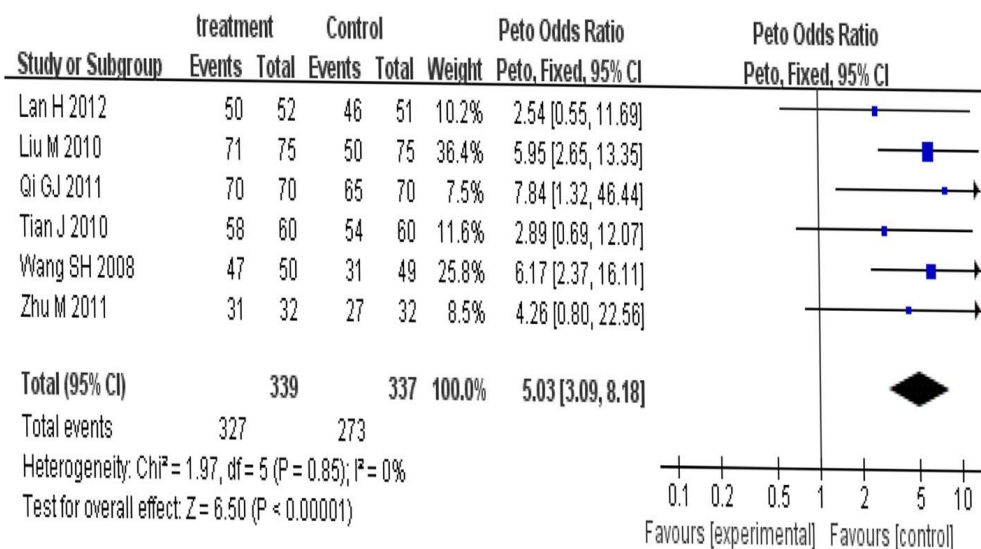 treatment Control Peto Odds Ratio Peto Odds Ratio
Study or Subgroup Events Total Events Total Weight Peto, Fixed, 95% CI Peto, Fixed, 95% CI
Lan H 2012 50 52 46 51 10.2% 2.54 [0.55, 11.69]
Liu M 2010 71 75 50 75 36.4% 5.95 [2.65, 13.35]
Qi GJ 2011 70 70 65 70 7.5% 7.84 [1.32, 46.44]
Tian J 2010 58 60 54 60 11.6% 2.89 [0.69, 12.07]
Wang SH 2008 47 50 31 49 25.8% 6.17 [2.37, 16.11]
Zhu M 2011 31 32 27 32 8.5% 4.26 [0.80, 22.56]
Total (95% CI) 339 337 100.0% 5.03 [3.09, 8.18]
Total events 327 273
Heterogeneity: Chi² = 1.97, df = 5 (P = 0.85); I² = 0%
Test for overall effect: Z = 6.50 (P < 0.00001)
0.1 0.2 0.5 1 2 5 10
Favours [experimental] Favours [control]